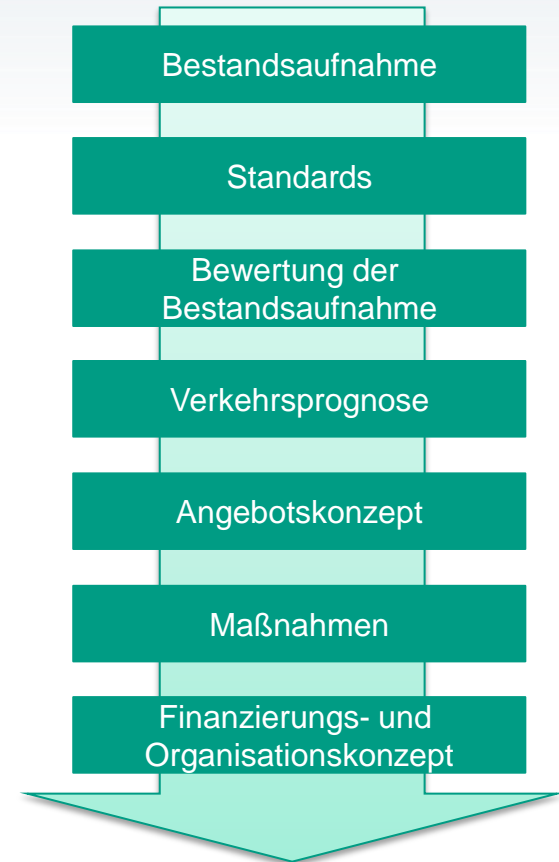 Bestandsaufnahme
Standards
Bewertung der
Bestandsaufnahme
Verkehrsprognose
Angebotskonzept
Maßnahmen
Finanzierungs- und
Organisationskonzept